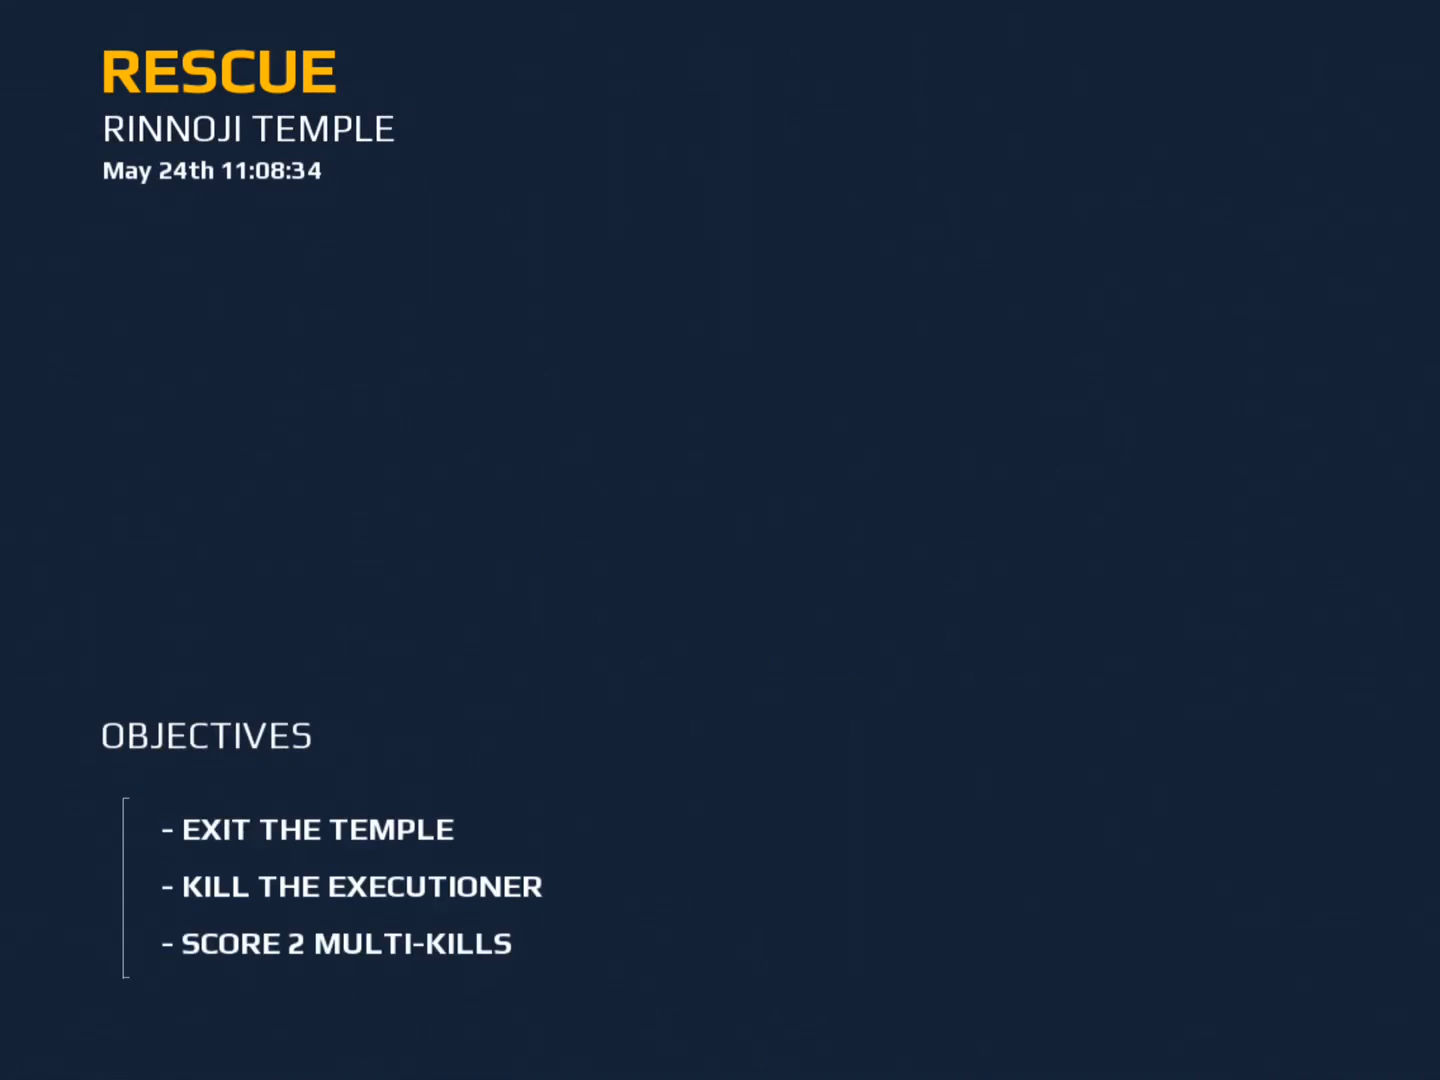 RESCUE
RINNOJI TEMPLE
May 24th 11:08:34
OBJECTIVES
- EXIT THE TEMPLE
- KILL THE EXECUTIONER
- SCORE 2 MULTI-KILLS